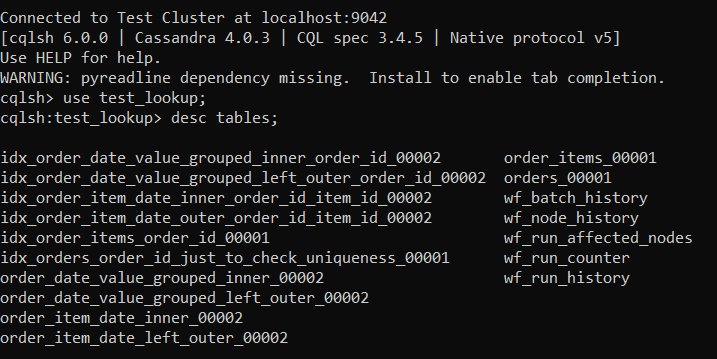 Connected to Test Cluster at localhost:9042
[cqlsh 6.0.0 | Cassandra 4.0.3 | CQL spec 3.4.5 | Native protocol v5]
Use HELP for help.
WARNING: pyreadline dependency missing.  Install to enable tab completion.
cqlsh> use test_lookup;
cqlsh:test_lookup> desc tables;
idx_order_date_value_grouped_inner_order_id_00002       order_items_00001
idx_order_date_value_grouped_left_outer_order_id_00002  orders_00001
idx_order_item_date_inner_order_id_item_id_00002        wf_batch_history
idx_order_item_date_outer_order_id_item_id_00002        wf_node_history
idx_order_items_order_id_00001                          wf_run_affected_nodes
idx_orders_order_id_just_to_check_uniqueness_00001      wf_run_counter
order_date_value_grouped_inner_00002                    wf_run_history
order_date_value_grouped_left_outer_00002
order_item_date_inner_00002
order_item_date_left_outer_00002